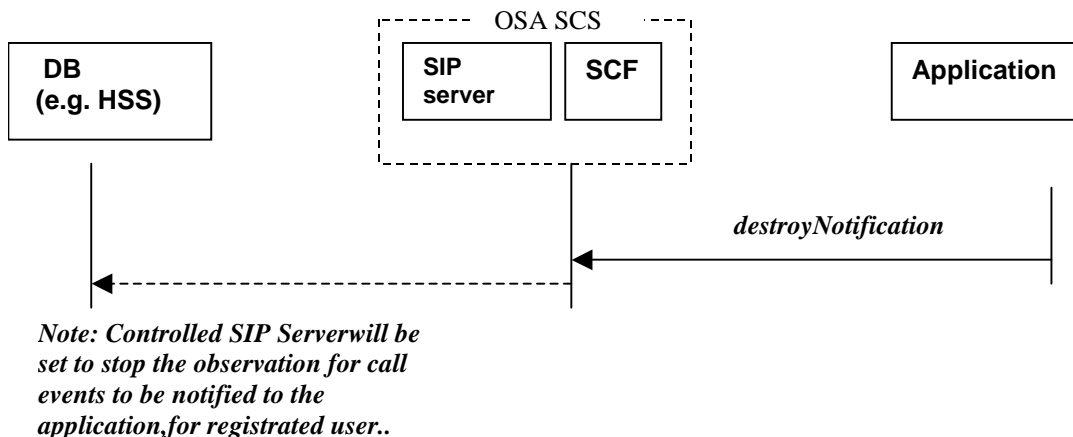 OSA SCS
DB
(e.g. HSS)
SIP
server
SCF
Application
destroyNotification
Note: Controlled SIP Serverwill be
set to stop the observation for call
events to be notified to the
application,for registrated user..